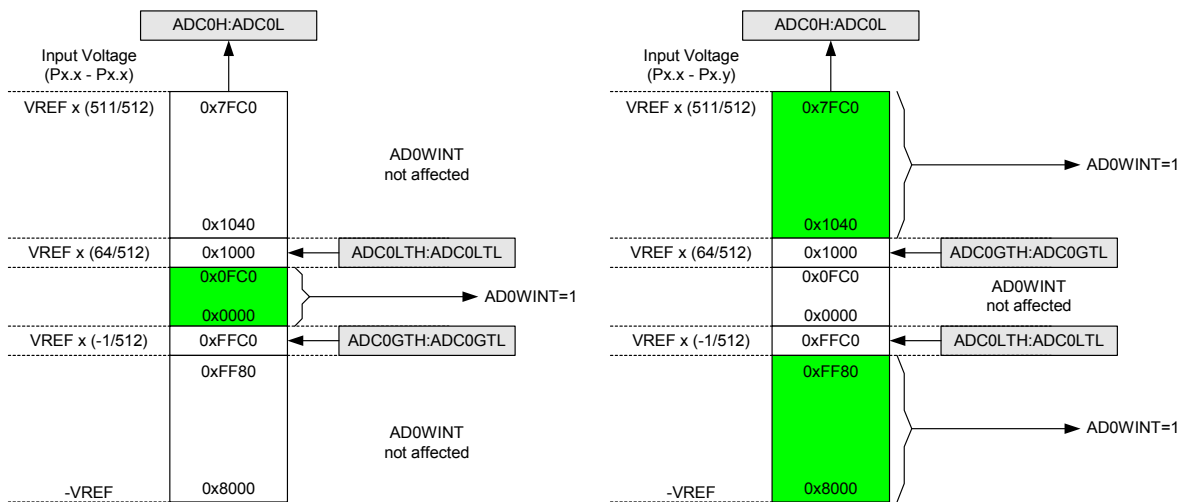 ADC0H:ADC0L
Input Voltage
(Px.x - Px.x)
VREF x (511/512)
0x7FC0
AD0WINT
not affected
0x1040
VREF x (64/512)
0x1000
ADC0LTH:ADC0LTL
0x0FC0
AD0WINT=1
0x0000
VREF x (-1/512)
0xFFC0
ADC0GTH:ADC0GTL
0xFF80
AD0WINT
not affected
-VREF
0x8000
ADC0H:ADC0L
Input Voltage
(Px.x - Px.y)
VREF x (511/512)
0x7FC0
AD0WINT=1
0x1040
VREF x (64/512)
0x1000
ADC0GTH:ADC0GTL
0x0FC0
AD0WINT
not affected
0x0000
VREF x (-1/512)
0xFFC0
ADC0LTH:ADC0LTL
0xFF80
AD0WINT=1
-VREF
0x8000